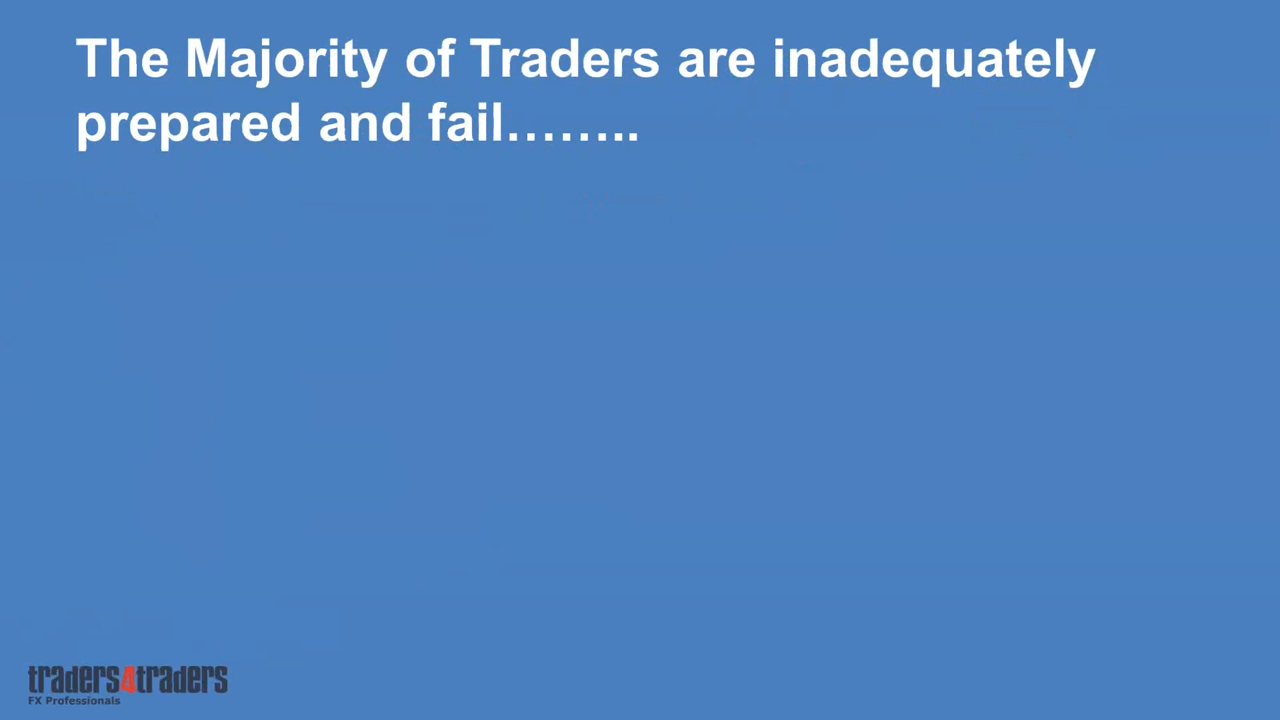 The Majority of Traders are inadequately
prepared and fail……..
traders4traders
FX Professionals